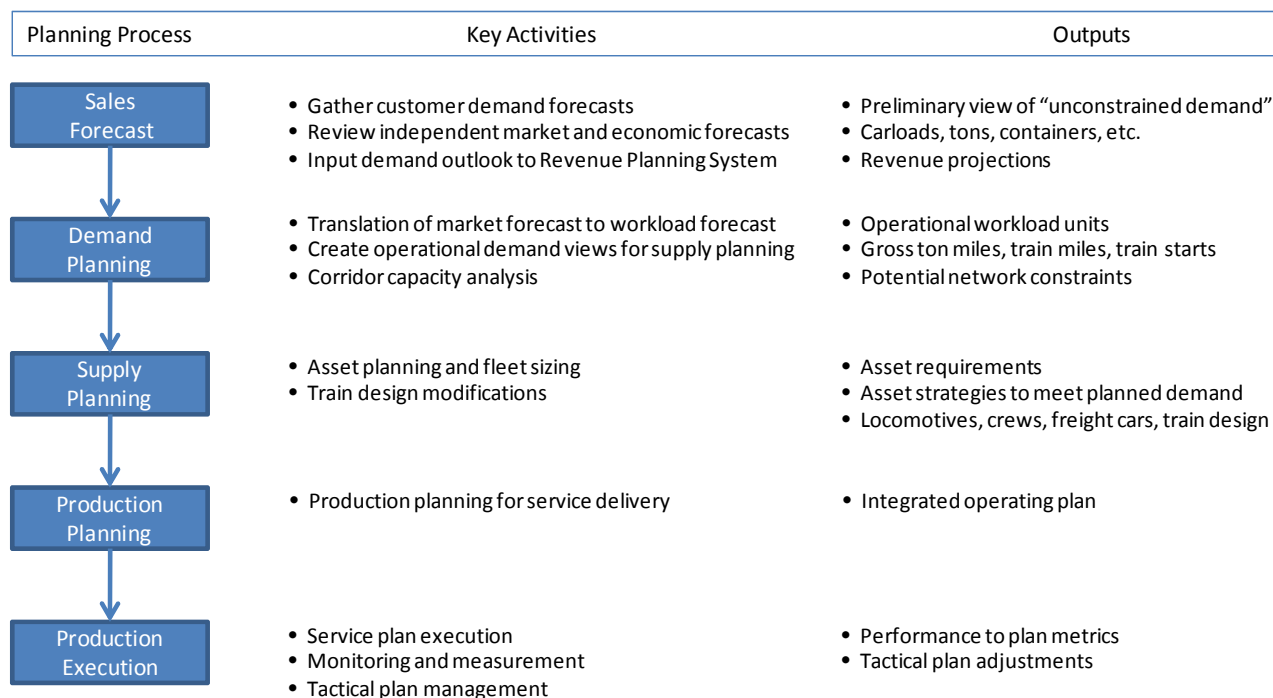 Planning Process Key Activities Outputs
Sales
Forecast
• Gather customer demand forecasts
• Review independent market and economic forecasts
• Input demand outlook to Revenue Planning System
• Preliminary view of “unconstrained demand”
• Carloads, tons, containers, etc.
• Revenue projections
Demand
Planning
• Translation of market forecast to workload forecast
• Create operational demand views for supply planning
• Corridor capacity analysis
• Operational workload units
• Gross ton miles, train miles, train starts
• Potential network constraints
Supply
Planning
• Asset planning and fleet sizing
• Train design modifications
• Asset requirements
• Asset strategies to meet planned demand
• Locomotives, crews, freight cars, train design
Production
Planning
• Production planning for service delivery
• Integrated operating plan
Production
Execution
• Service plan execution
• Monitoring and measurement
• Tactical plan management
• Performance to plan metrics
• Tactical plan adjustments